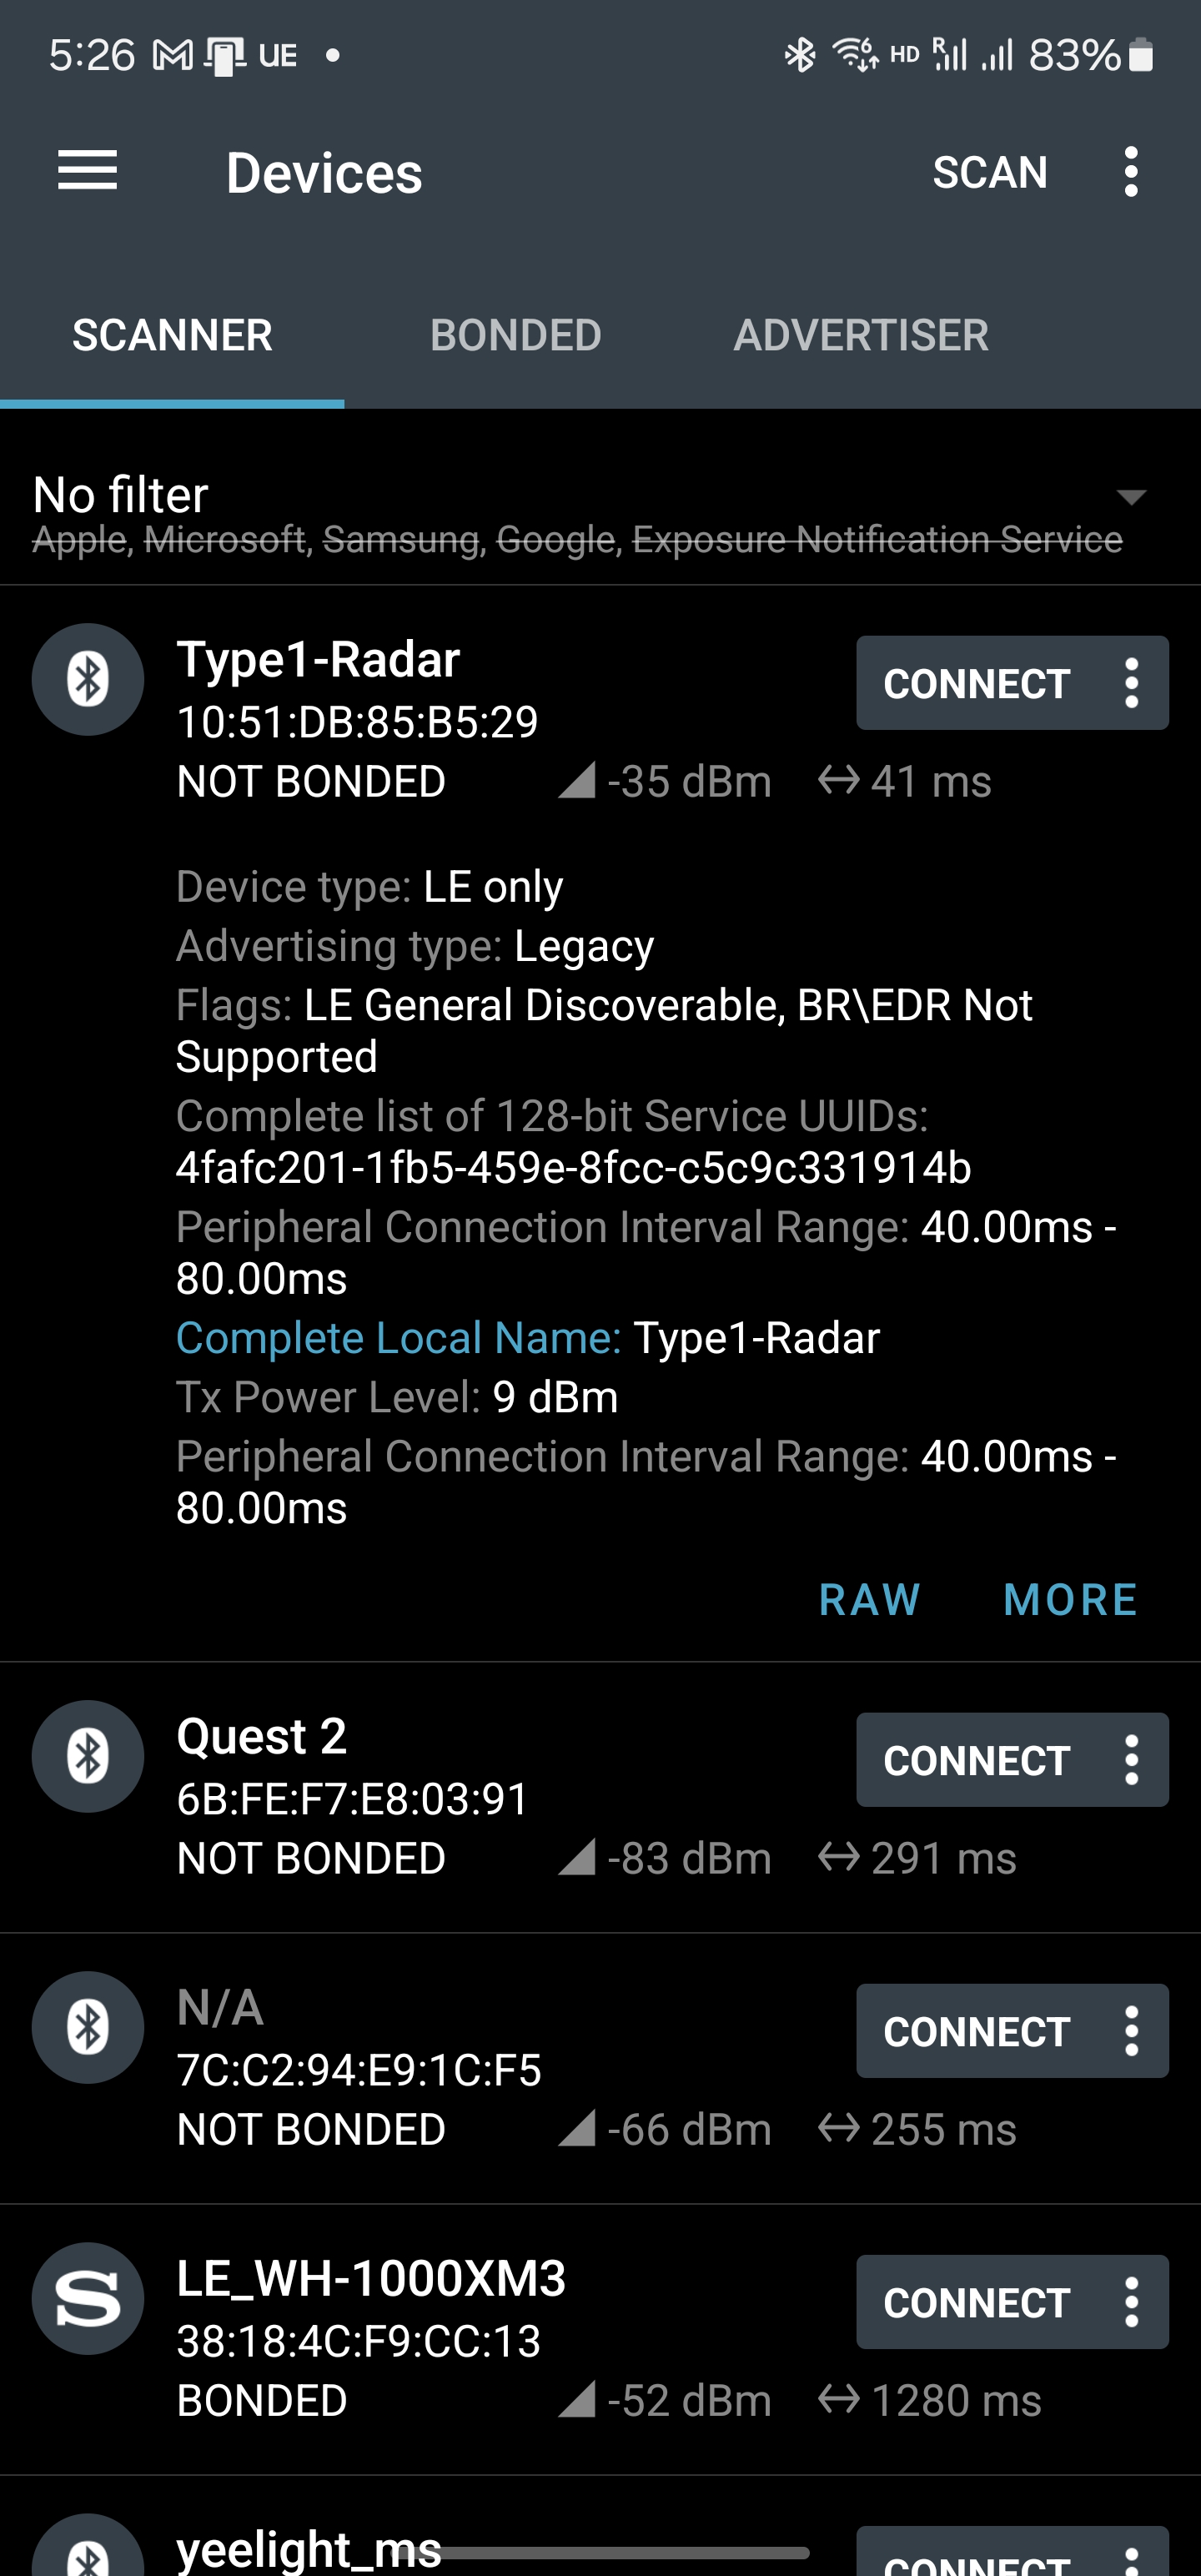 5:26 UE 6 HD R 83%
Devices SCAN
SCANNER BONDED ADVERTISER
No filter
Apple, Microsoft, Samsung, Google, Exposure Notification Service
Type1-Radar CONNECT
10:51:DB:85:B5:29
NOT BONDED -35 dBm 41 ms
Device type: LE only
Advertising type: Legacy
Flags: LE General Discoverable, BR\EDR Not
Supported
Complete list of 128-bit Service UUIDs:
4fafc201-1fb5-459e-8fcc-c5c9c331914b
Peripheral Connection Interval Range: 40.00ms -
80.00ms
Complete Local Name: Type1-Radar
Tx Power Level: 9 dBm
Peripheral Connection Interval Range: 40.00ms -
80.00ms
RAW MORE
Quest 2 CONNECT
6B:FE:F7:E8:03:91
NOT BONDED -83 dBm 291 ms
N/A CONNECT
7C:C2:94:E9:1C:F5
NOT BONDED -66 dBm 255 ms
S LE_WH-1000XM3 CONNECT
38:18:4C:F9:CC:13
BONDED -52 dBm 1280 ms
yeelight_ms CONNECT